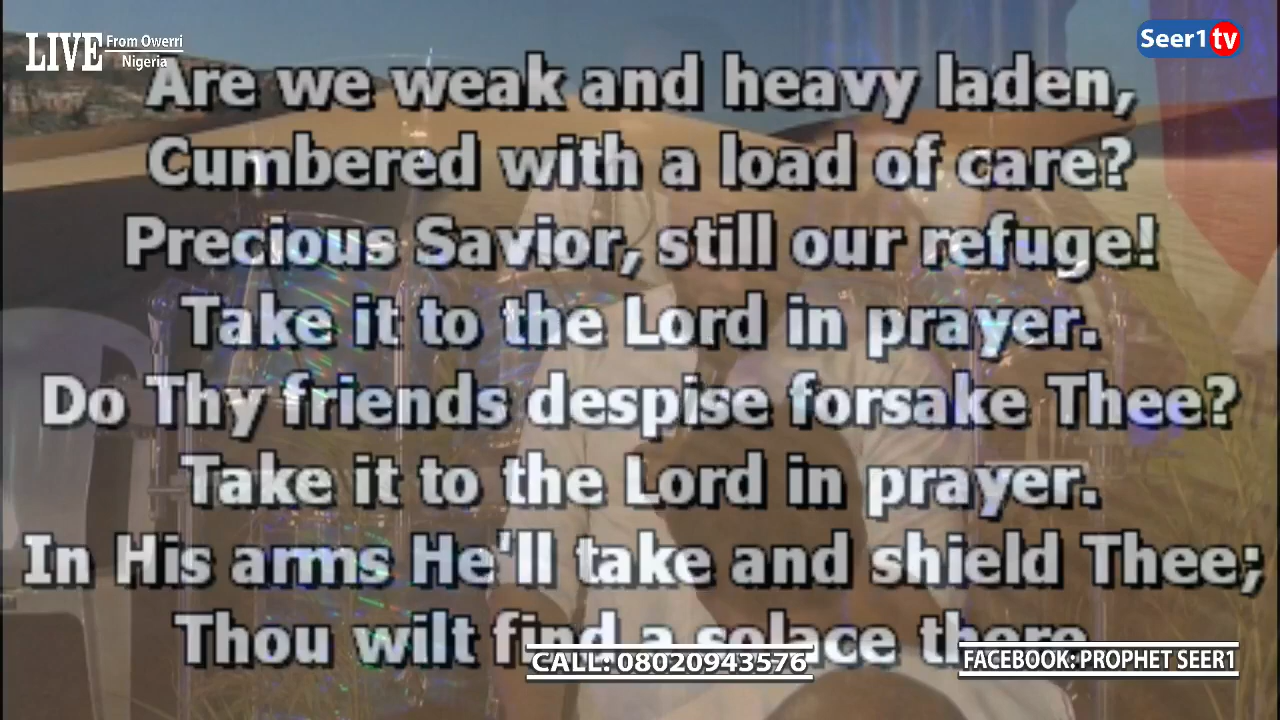 LIVE From Owerri
Nigeria
Seer1 tv
Are we weak and heavy laden,
Cumbered with a load of care?
Precious Savior, still our refuge!
Take it to the Lord in prayer.
Do Thy friends despise forsake Thee?
Take it to the Lord in prayer.
In His arms He'll take and shield Thee;
Thou wilt find a solace there
CALL: 08020943576
FACEBOOK: PROPHET SEER1